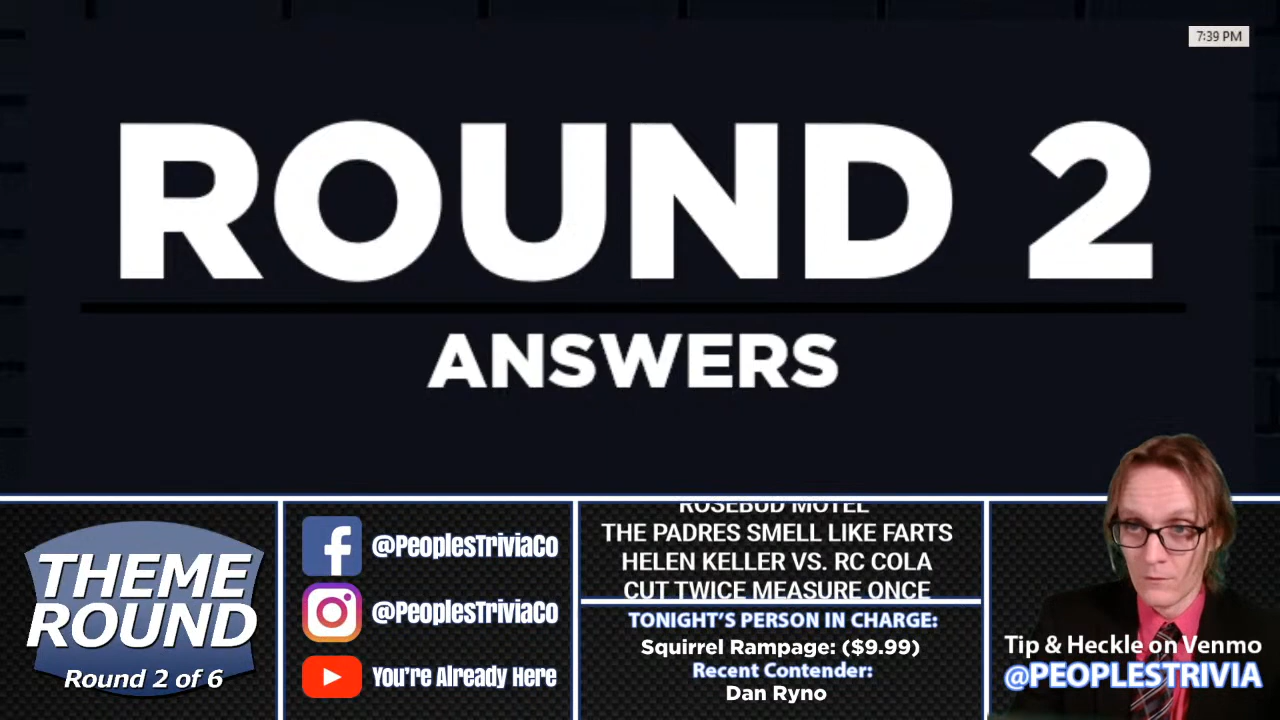 7:39 PM
ROUND 2
ANSWERS
THEME
ROUND
Round 2 of 6
@PeoplesTriviaCo
@PeoplesTriviaCo
You're Already Here
ROSEBUD MOTEL
THE PADRES SMELL LIKE FARTS
HELEN KELLER VS. RC COLA
CUT TWICE MEASURE ONCE
TONIGHT'S PERSON IN CHARGE:
Squirrel Rampage: ($9.99)
Recent Contender:
Dan Ryno
Tip & Heckle on Venmo
@PEOPLESTRIVIA